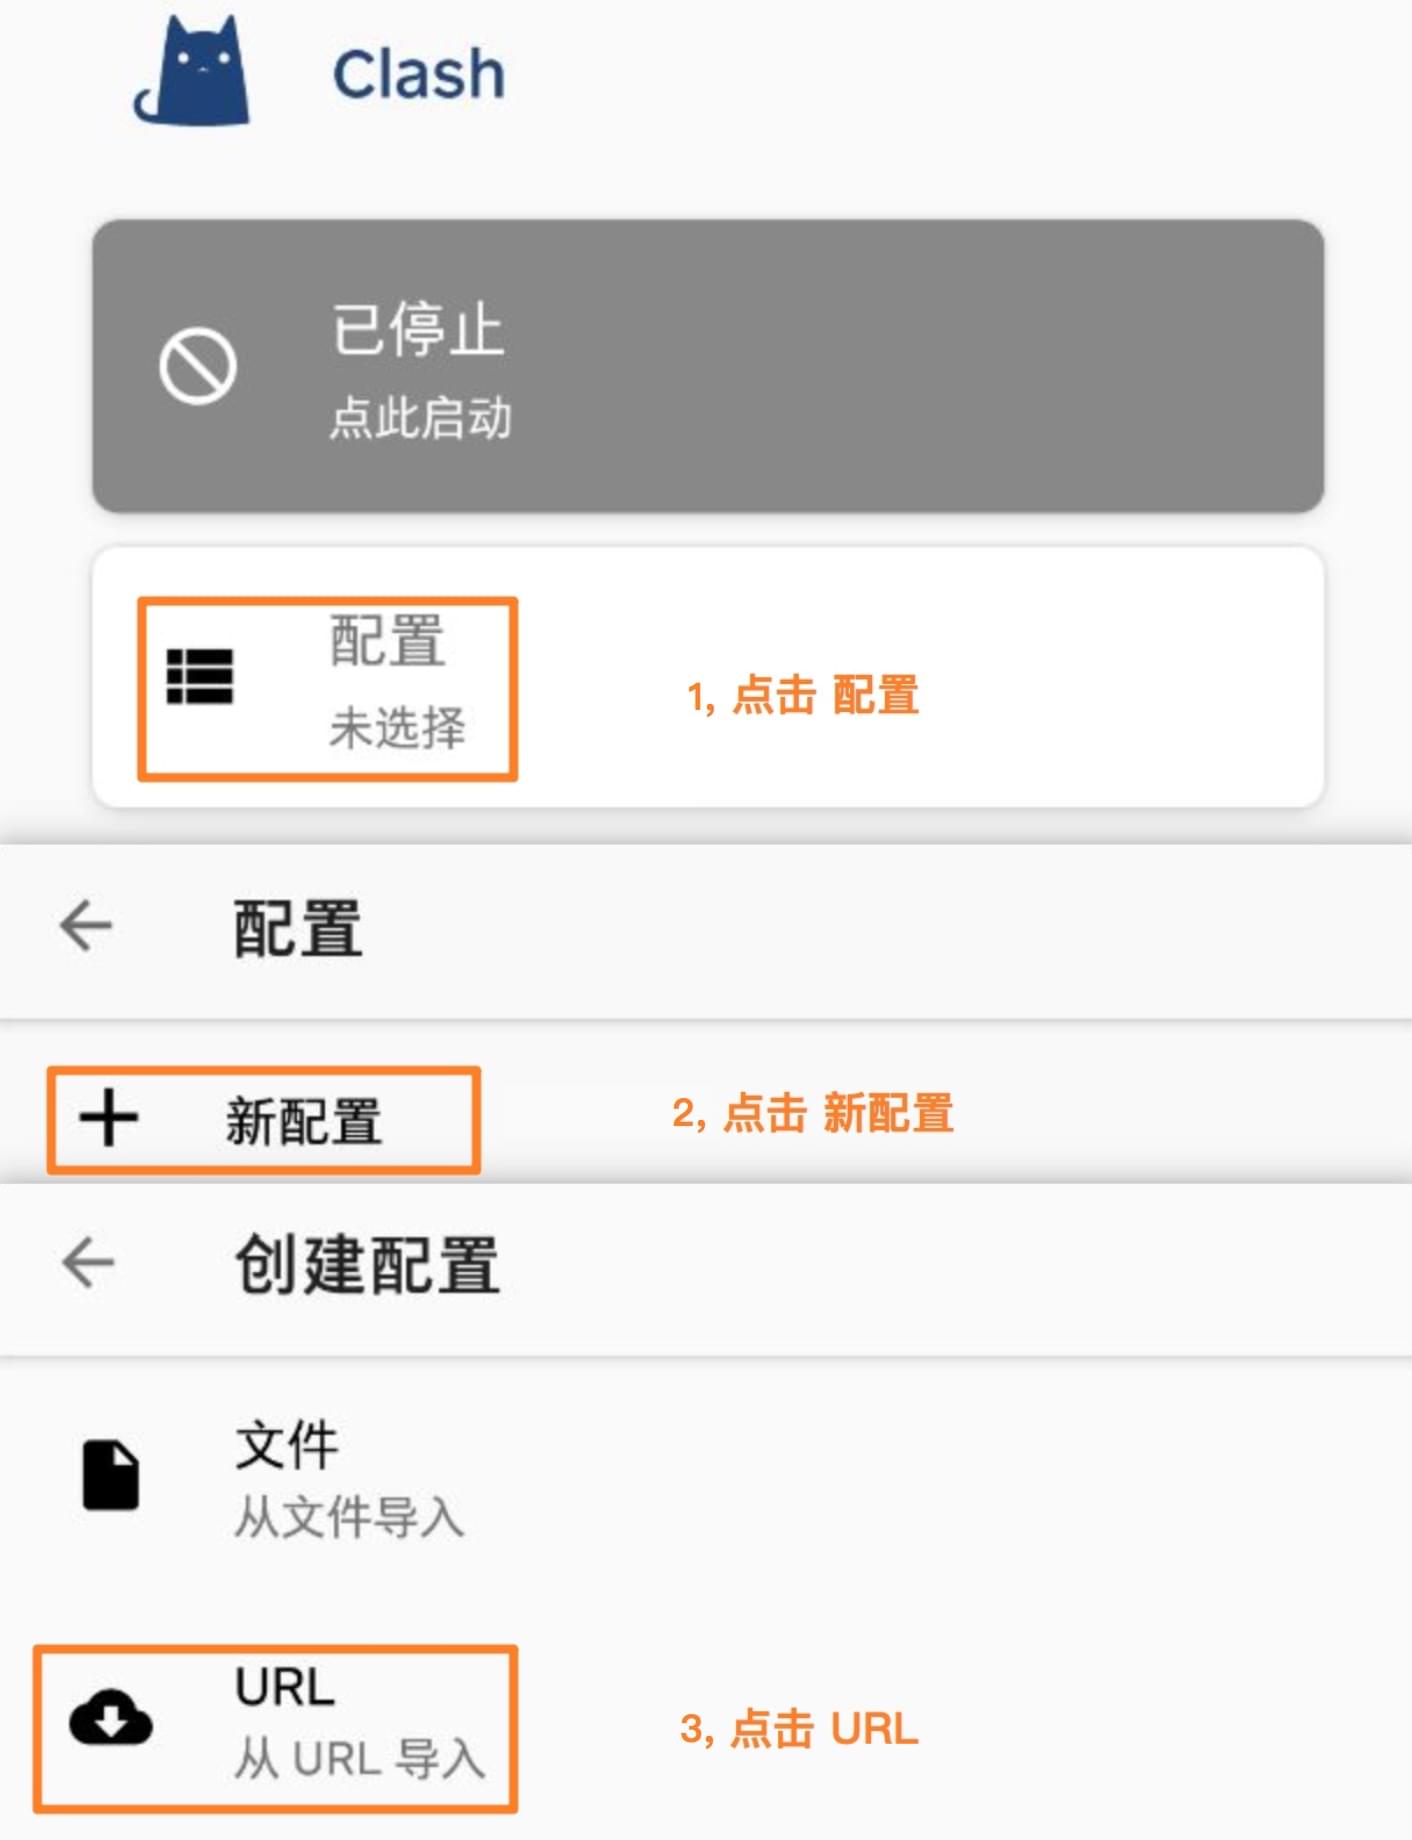 Clash
已停止
点此启动
配置
未选择
1, 点击 配置
配置
新配置
2, 点击 新配置
创建配置
文件
从文件导入
URL
从 URL 导入
3, 点击 URL